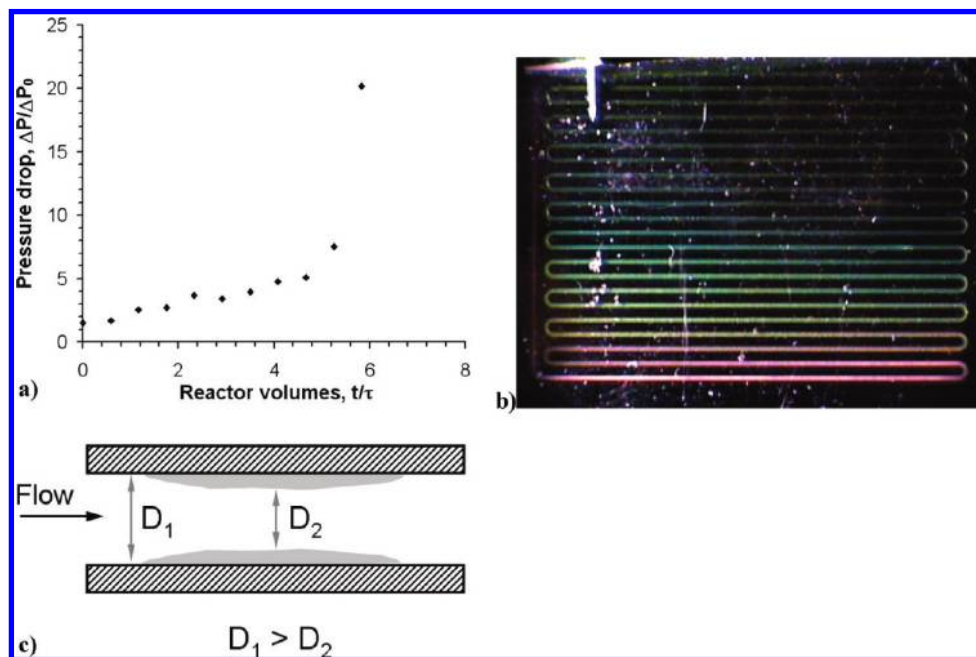 25
20
15
10
5
0
Pressure drop, ΔP/ΔP₀
0 2 4 6 8
Reactor volumes, t/τ
a)
b)
Flow
D₁
D₂
D₁ > D₂
c)